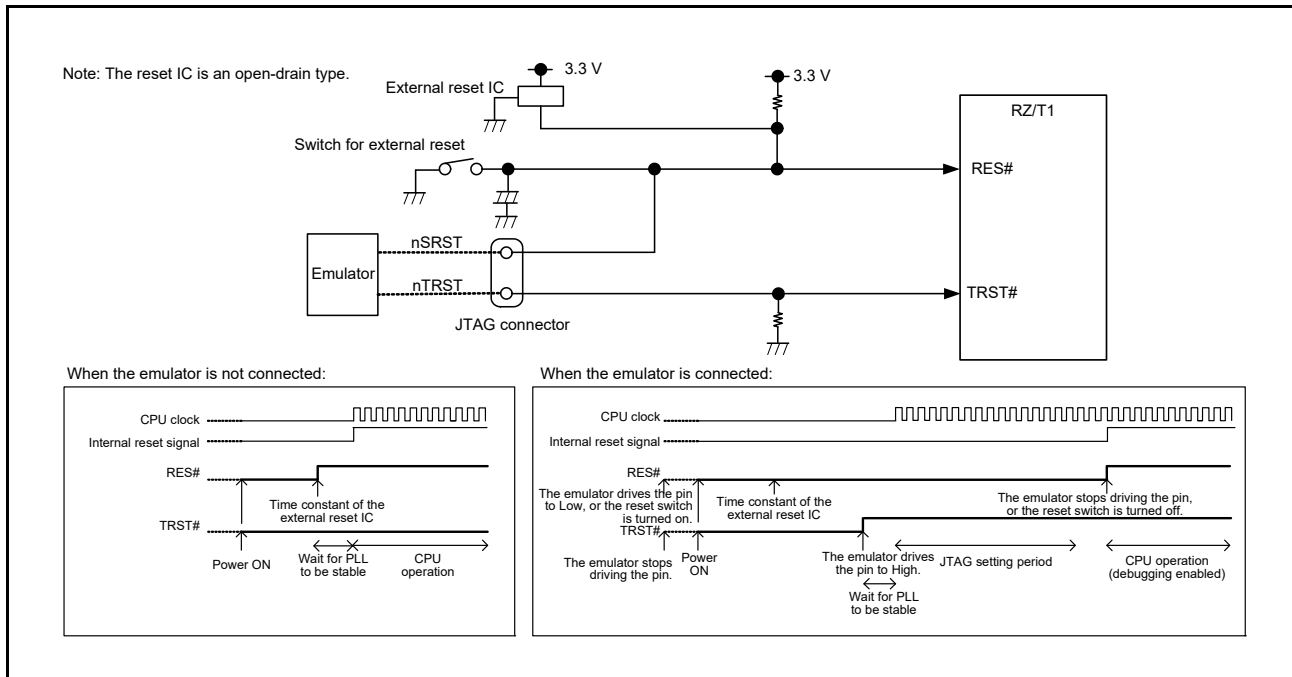 Note: The reset IC is an open-drain type.
External reset IC
3.3 V
3.3 V
RZ/T1
Switch for external reset
RES#
nSRST
Emulator
nTRST
TRST#
JTAG connector
When the emulator is not connected:
CPU clock
Internal reset signal
RES#
Time constant of the
external reset IC
TRST#
Power ON
Wait for PLL
to be stable
CPU
operation
When the emulator is connected:
CPU clock
Internal reset signal
RES#
The emulator drives the pin
to Low, or the reset switch
is turned on.
Time constant of the
external reset IC
The emulator stops driving the pin,
or the reset switch is turned off.
TRST#
The emulator stops
driving the pin.
Power
ON
The emulator drives
the pin to High.
Wait for PLL
to be stable
JTAG setting period
CPU operation
(debugging enabled)